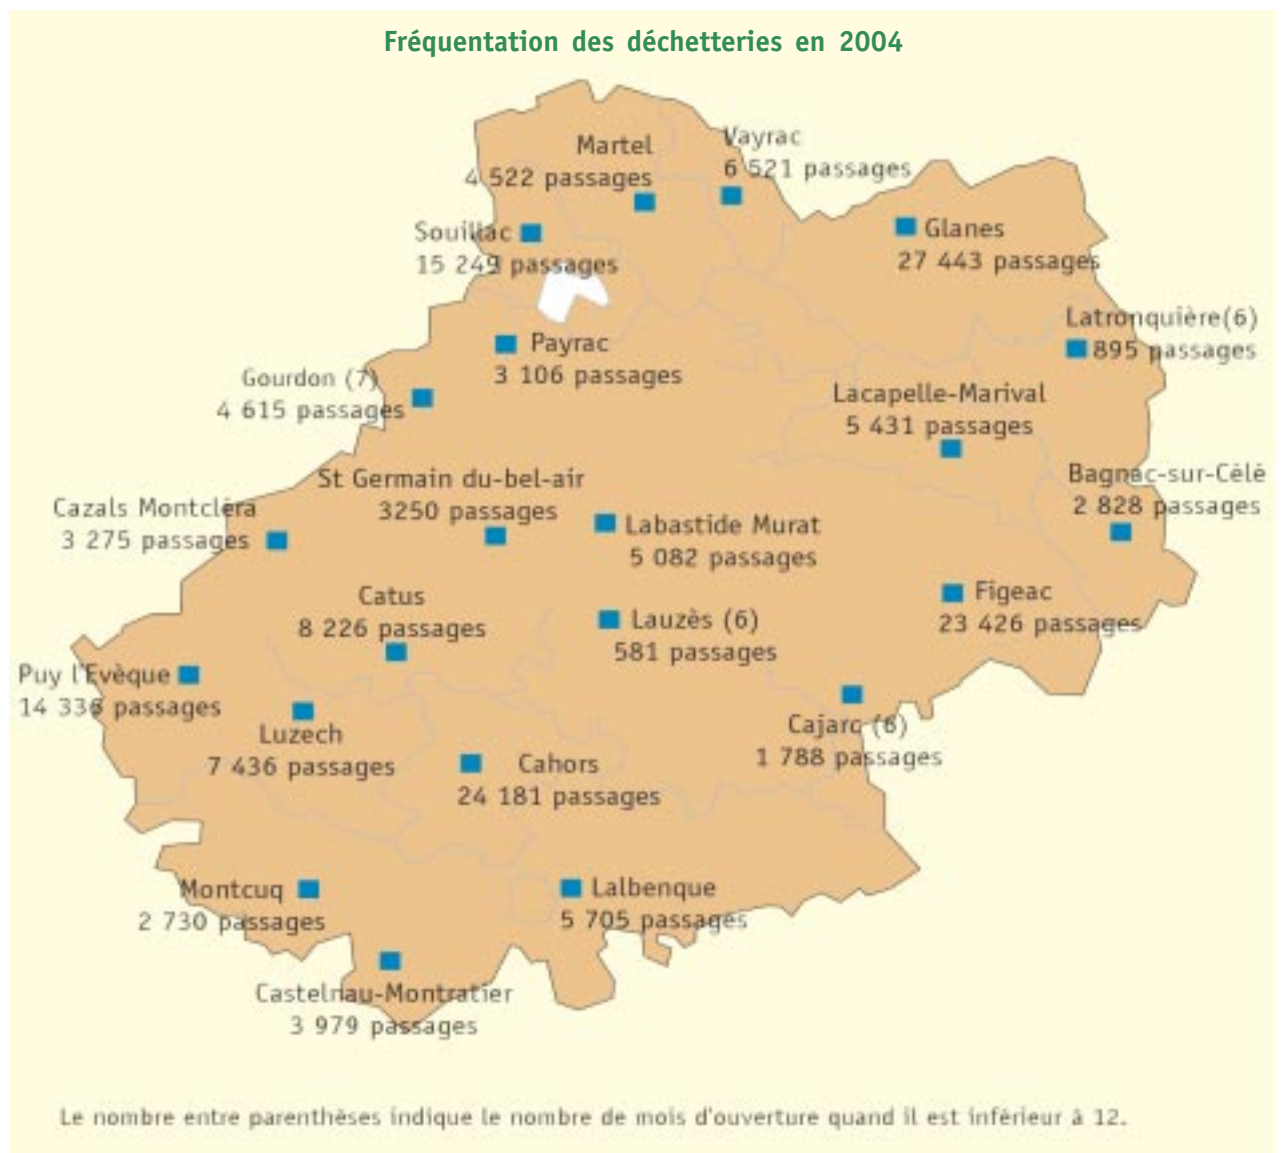 Fréquentation des déchetteries en 2004
Martel
4 522 passages
Vayrac
6 521 passages
Souillac
15 249 passages
Glanes
27 443 passages
Latronquière(6)
895 passages
Payrac
3 106 passages
Gourdon (7)
4 615 passages
Lacapelle-Marival
5 431 passages
St Germain du-bel-air
3250 passages
Bagnac-sur-Célé
2 828 passages
Cazals Montcléra
3 275 passages
Labastide Murat
5 082 passages
Catus
8 226 passages
Figeac
23 426 passages
Lauzès (6)
581 passages
Puy l'Evèque
14 336 passages
Luzech
7 436 passages
Cajarc (6)
1 788 passages
Cahors
24 181 passages
Montcuq
2 730 passages
Lalbenque
5 705 passages
Castelnau-Montratier
3 979 passages
Le nombre entre parenthèses indique le nombre de mois d'ouverture quand il est inférieur à 12.